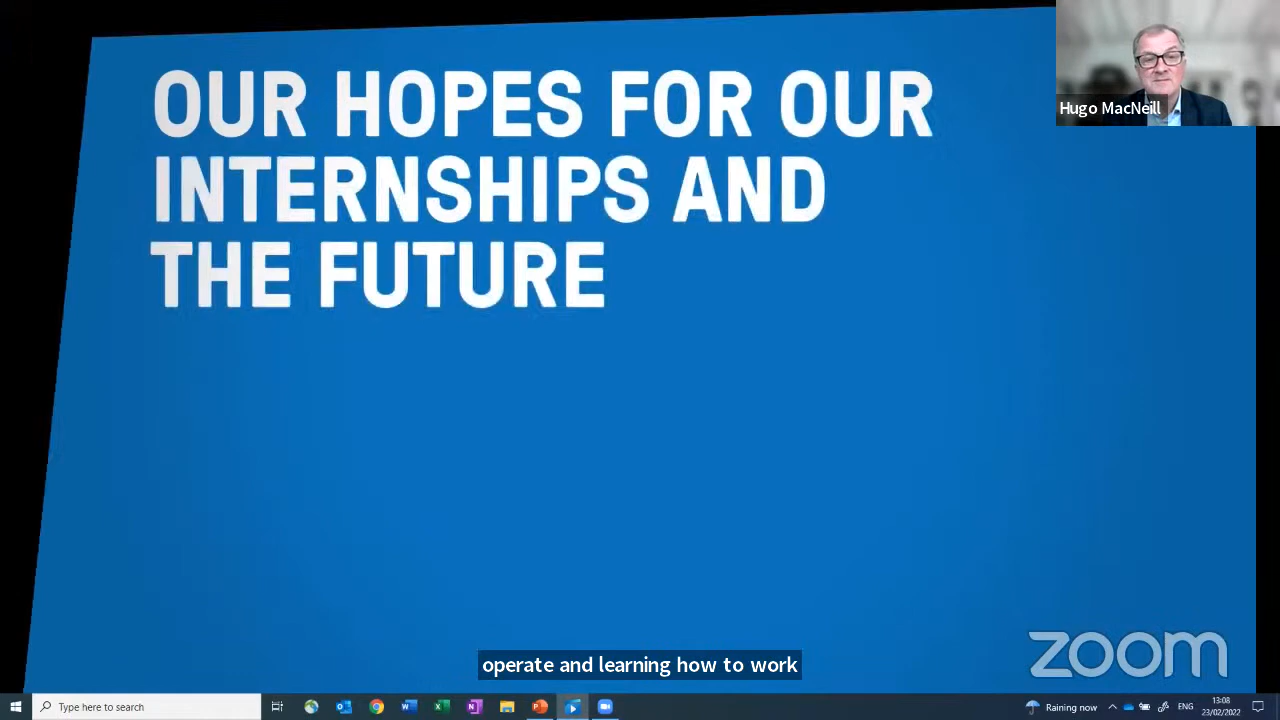 OUR HOPES FOR OUR
INTERNSHIPS AND
THE FUTURE
Hugo MacNeill
zoom
operate and learning how to work
Type here to search
Raining now
ENG
13:08
23/02/2022